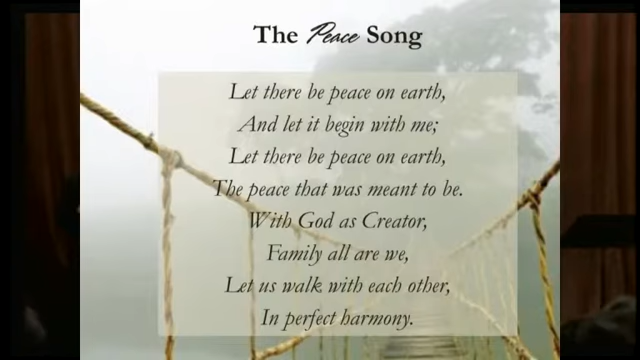 The Peace Song
Let there be peace on earth,
And let it begin with me;
Let there be peace on earth,
The peace that was meant to be.
With God as Creator,
Family all are we,
Let us walk with each other,
In perfect harmony.